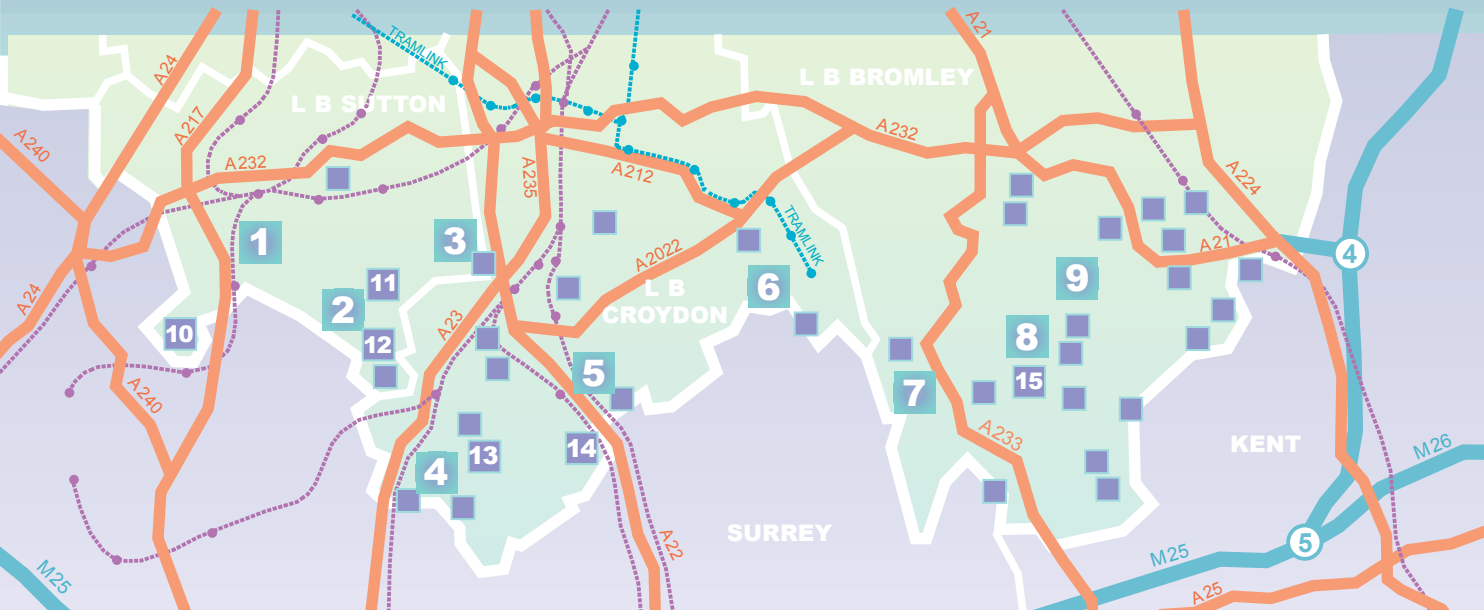 A24
TRAMLINK
A21
L B BROMLEY
L B SUTTON
A217
A240
A232
A232
A235
A212
A224
TRAMLINK
1
3
A2022
A21
4
L B
CROYDON
6
9
11
2
A24
10
12
A23
8
5
15
7
A240
A233
KENT
M26
13
14
4
SURREY
A22
5
M25
M25
A25